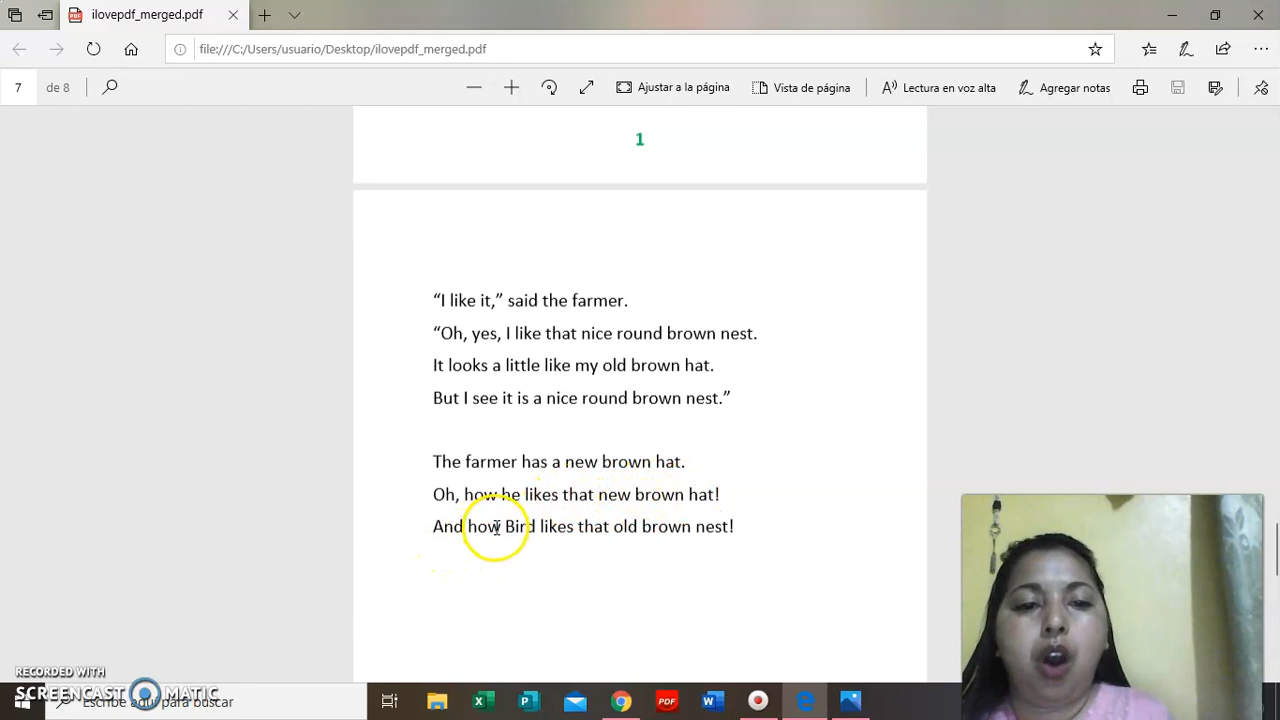 ilovepdf_merged.pdf
file:///C:/Users/usuario/Desktop/ilovepdf_merged.pdf
7 de 8 Ajustar a la página Vista de página Lectura en voz alta Agregar notas
1
“I like it,” said the farmer.
“Oh, yes, I like that nice round brown nest.
It looks a little like my old brown hat.
But I see it is a nice round brown nest.”
The farmer has a new brown hat.
Oh, how he likes that new brown hat!
And how Bird likes that old brown nest!
RECORDED WITH
SCREENCAST MATIC
Escribe aquí para buscar
PDF